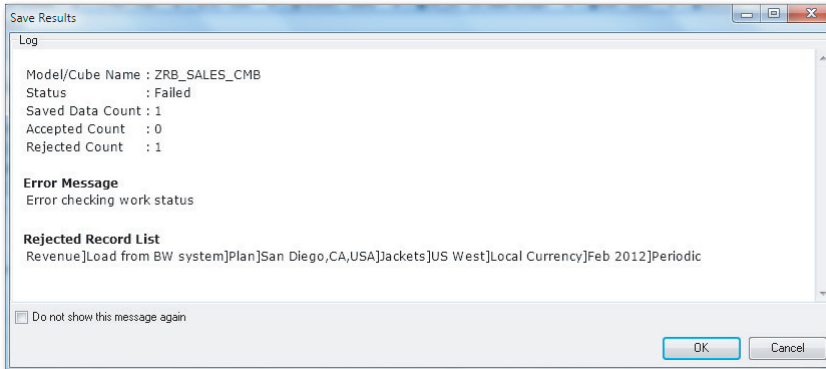 Save Results
Log
Model/Cube Name : ZRB_SALES_CMB
Status : Failed
Saved Data Count : 1
Accepted Count : 0
Rejected Count : 1
Error Message
Error checking work status
Rejected Record List
Revenue]Load from BW system]Plan]San Diego,CA,USA]Jackets]US West]Local Currency]Feb 2012]Periodic
Do not show this message again
OK Cancel